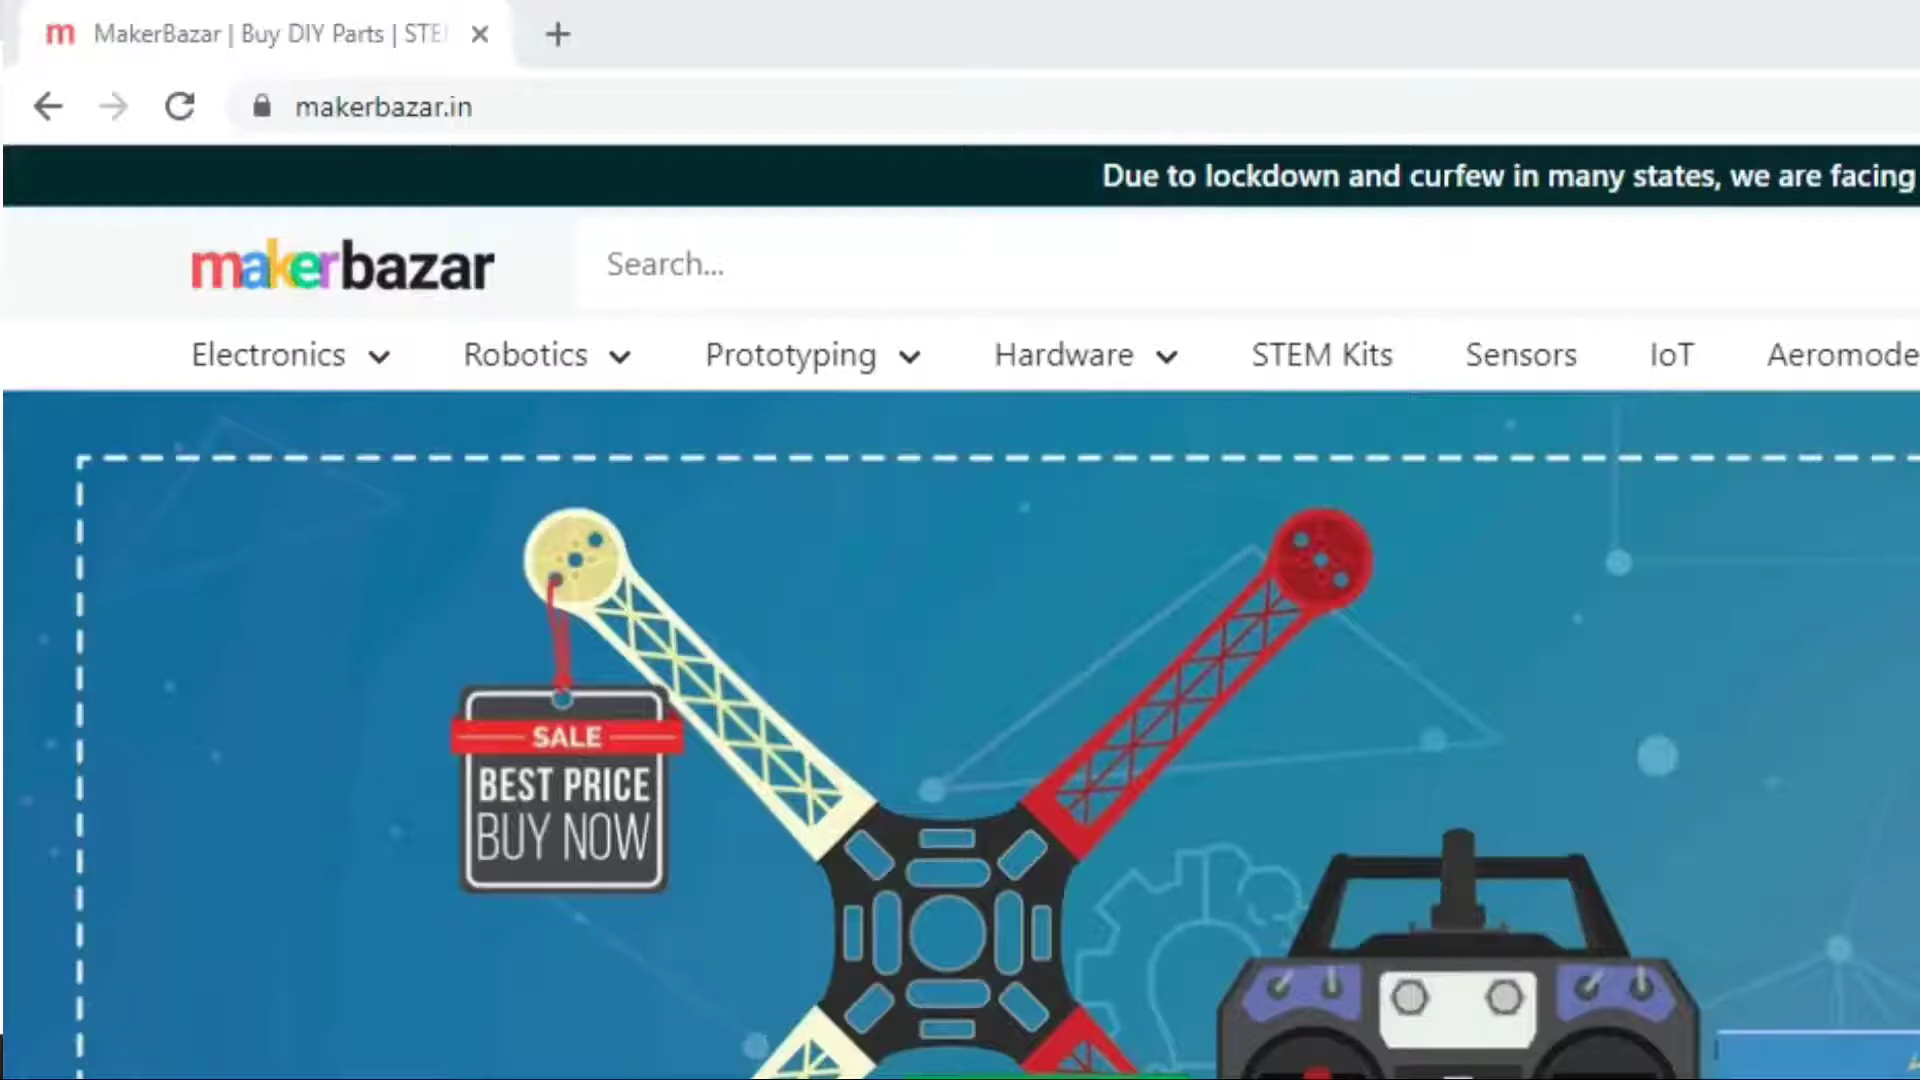 m MakerBazar | Buy DIY Parts | STE
makerbazar.in
Due to lockdown and curfew in many states, we are facing
makerbazar
Search...
Electronics
Robotics
Prototyping
Hardware
STEM Kits
Sensors
IoT
Aeromode
SALE
BEST PRICE
BUY NOW